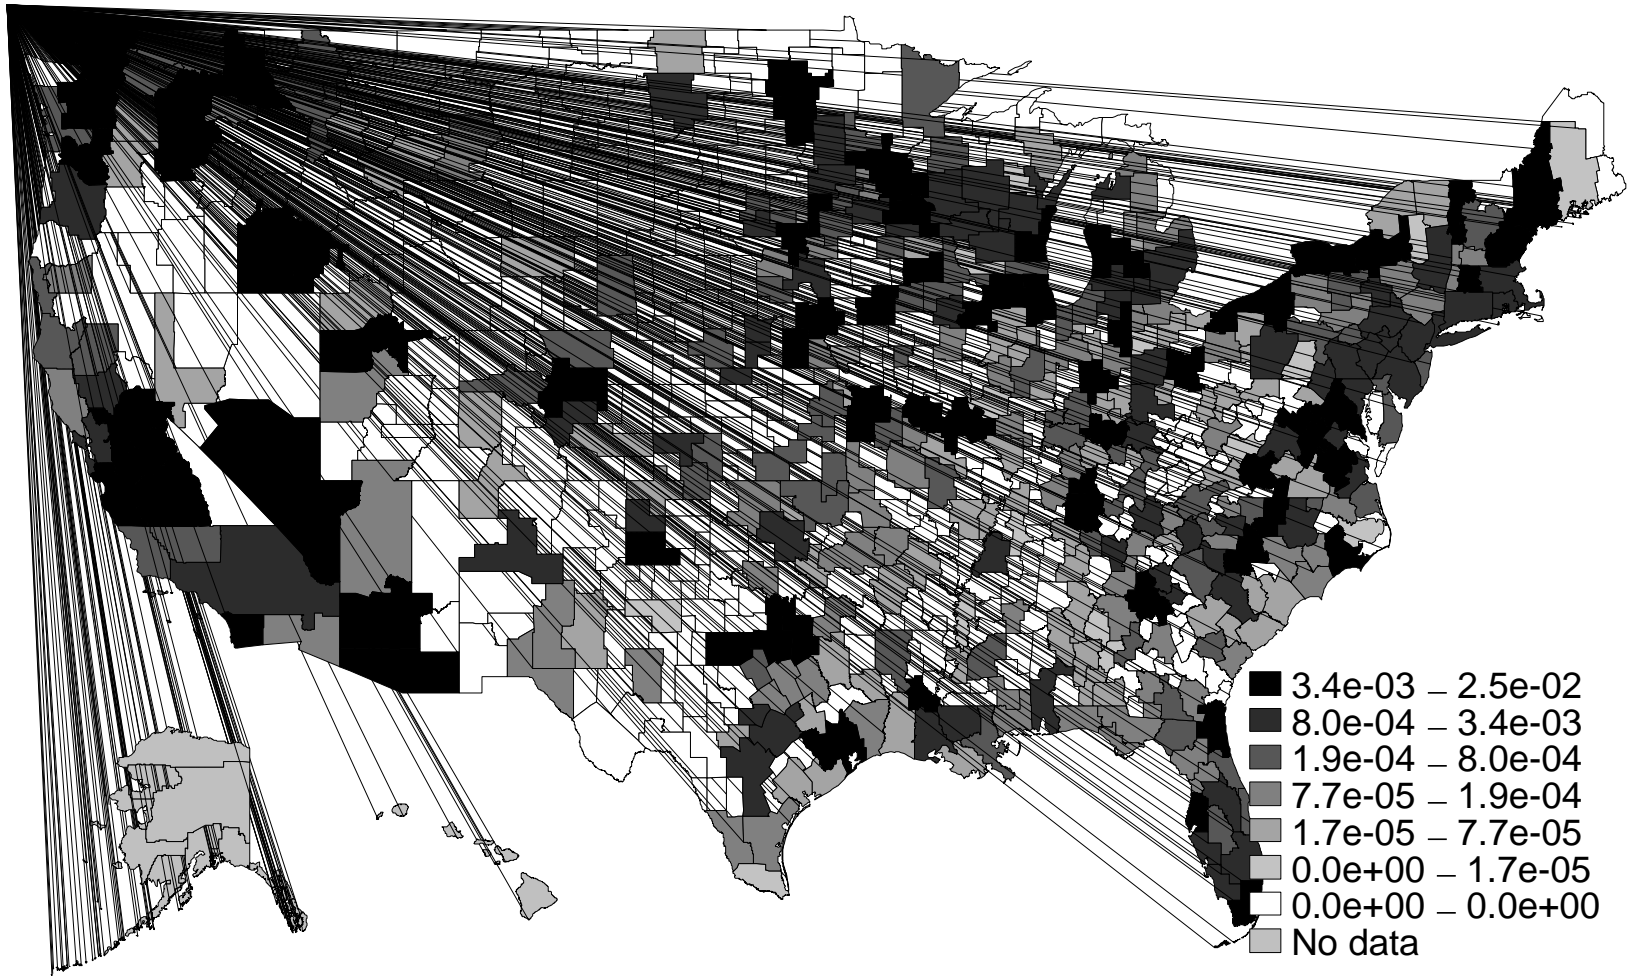 3.4e-03 – 2.5e-02
8.0e-04 – 3.4e-03
1.9e-04 – 8.0e-04
7.7e-05 – 1.9e-04
1.7e-05 – 7.7e-05
0.0e+00 – 1.7e-05
0.0e+00 – 0.0e+00
No data